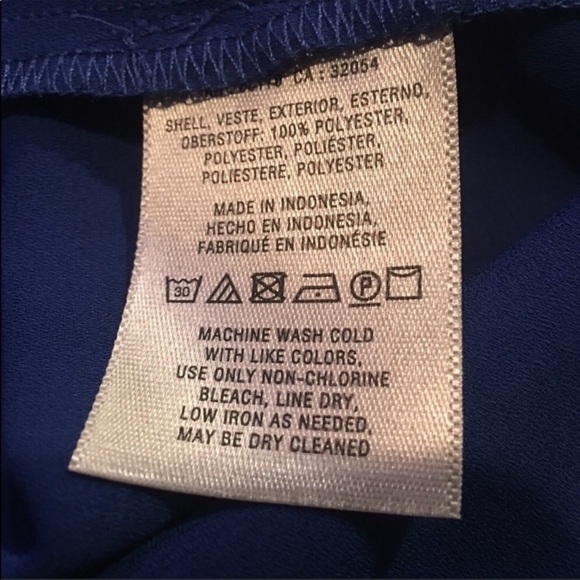 CA : 32054
SHELL, VESTE, EXTERIOR, ESTERNO,
OBERSTOFF: 100% POLYESTER,
POLYESTER, POLIÉSTER,
POLIESTERE, POLYESTER
MADE IN INDONESIA,
HECHO EN INDONESIA,
FABRIQUÉ EN INDONÉSIE
30 P
MACHINE WASH COLD
WITH LIKE COLORS,
USE ONLY NON-CHLORINE
BLEACH, LINE DRY,
LOW IRON AS NEEDED,
MAY BE DRY CLEANED